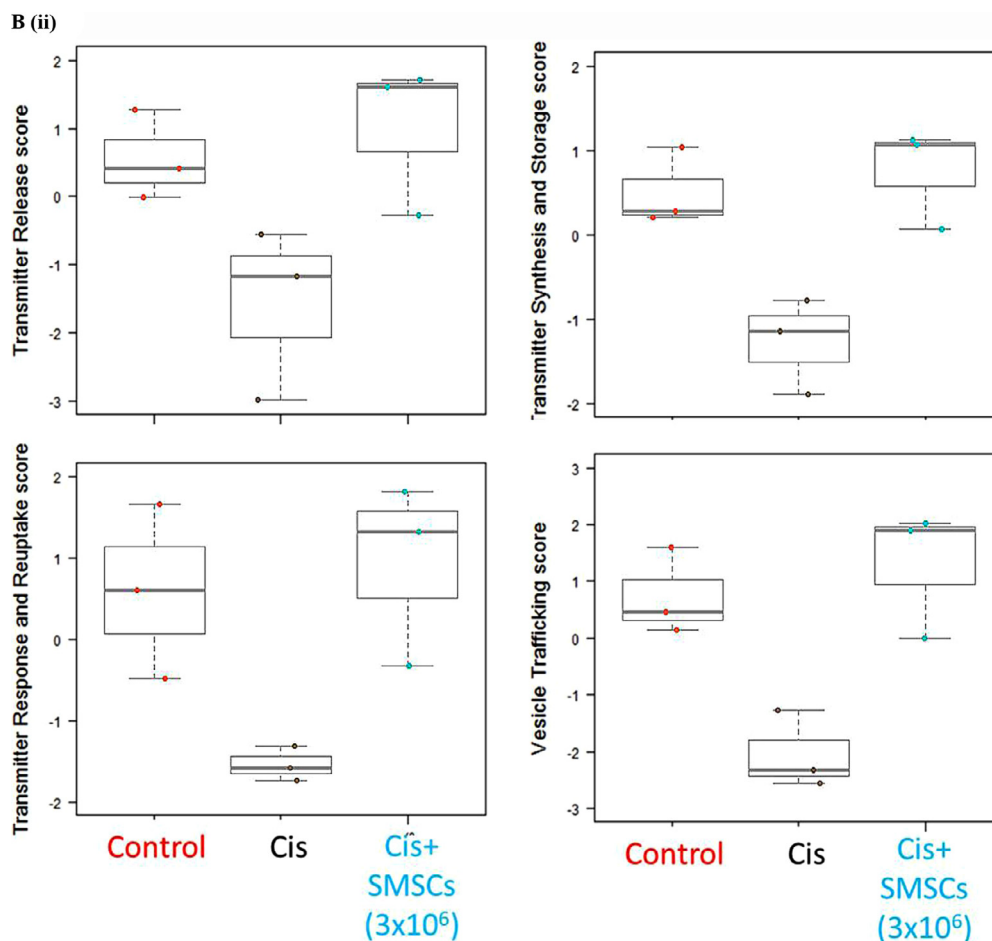 B (ii)
Transmitter Release score
2
1
0
-1
-2
-3
Transmitter Synthesis and Storage score
2
1
0
-1
-2
Transmitter Response and Reuptake score
2
1
0
-1
-2
Control
Cis
Cis+
SMSCs
(3x10⁶)
Vesicle Trafficking score
3
2
1
0
-1
-2
-3
Control
Cis
Cis+
SMSCs
(3x10⁶)